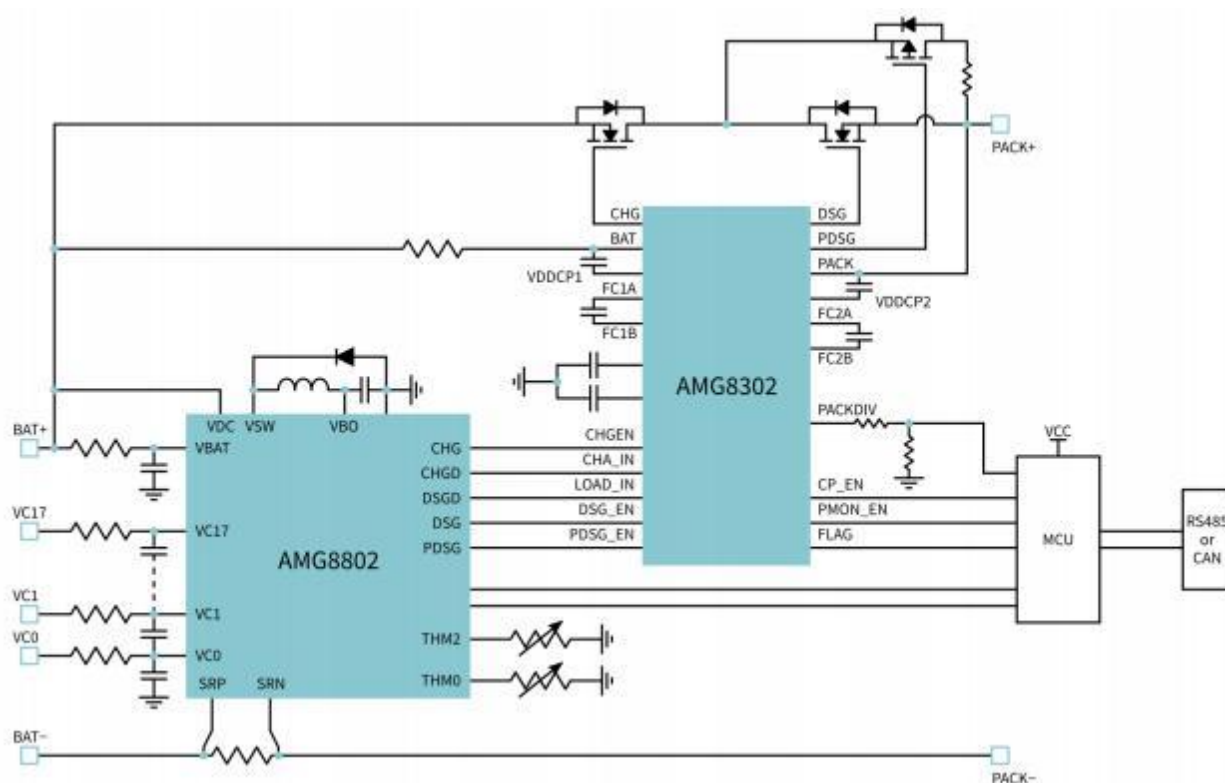 PACK+
CHG
DSG
BAT
PDSG
VDDCP1
PACK
FC1A
VDDCP2
FC1B
FC2A
FC2B
AMG8302
PACKDIV
VCC
BAT+
VDC
VSW
VBO
VBAT
CHG
CHGEN
CHGD
CHA_IN
DSGD
LOAD_IN
CP_EN
VC17
VC17
DSG
DSG_EN
PMON_EN
PDSG
PDSG_EN
FLAG
MCU
RS485
or
CAN
AMG8802
VC1
VC1
VC0
VC0
THM2
SRP
SRN
THM0
BAT−
PACK−